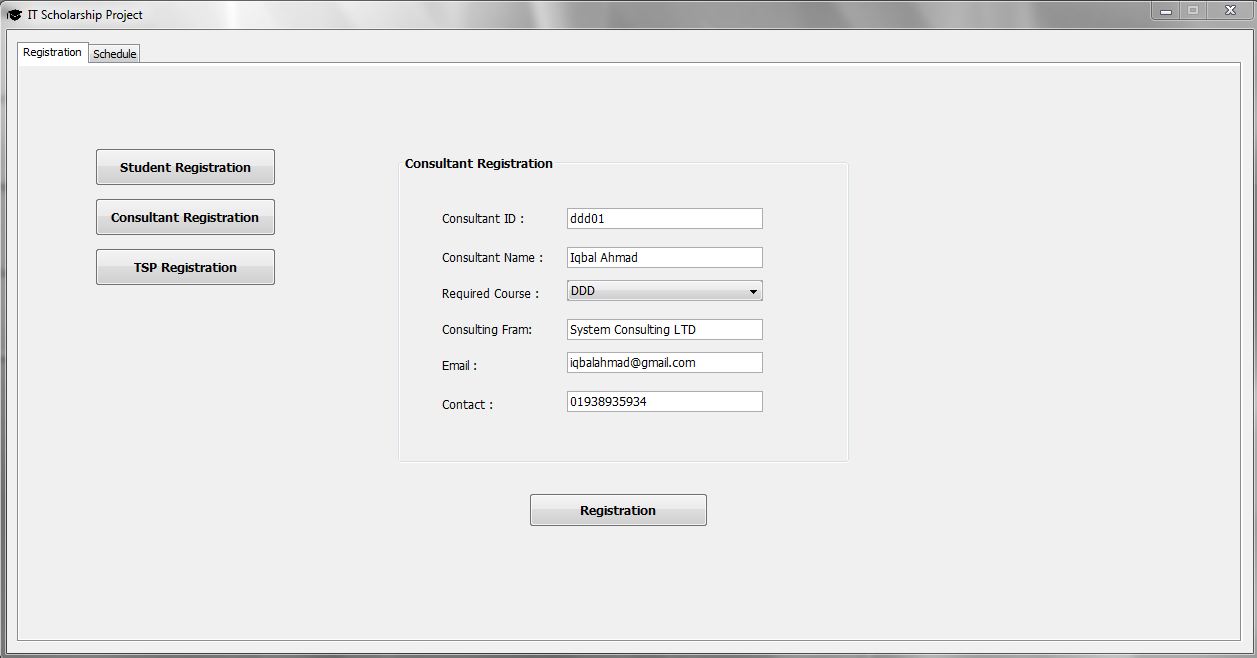 IT Scholarship Project
Registration
Schedule
Student Registration
Consultant Registration
TSP Registration
Consultant Registration
Consultant ID : ddd01
Consultant Name : Iqbal Ahmad
Required Course : DDD
Consulting Fram: System Consulting LTD
Email : iqbalahmad@gmail.com
Contact : 01938935934
Registration